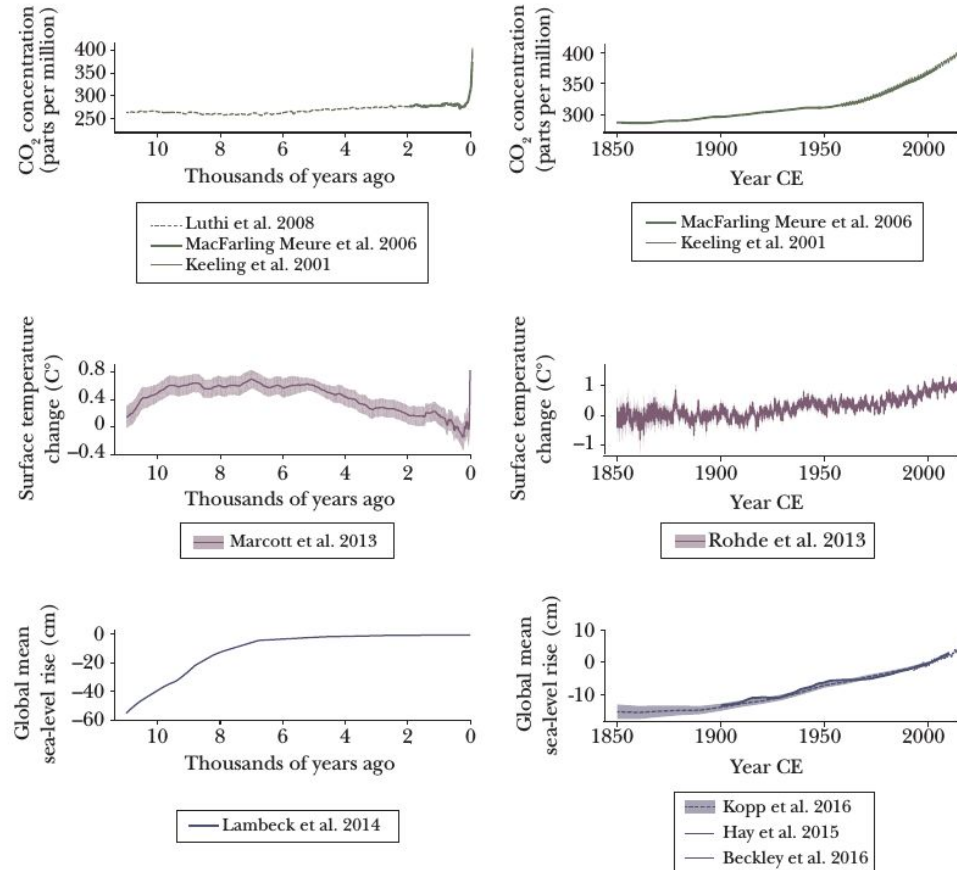 CO2 concentration
(parts per million)
400
350
300
250
10 8 6 4 2 0
Thousands of years ago
Luthi et al. 2008
MacFarling Meure et al. 2006
Keeling et al. 2001
CO2 concentration
(parts per million)
400
350
300
1850 1900 1950 2000
Year CE
MacFarling Meure et al. 2006
Keeling et al. 2001
Surface temperature
change (C°)
0.8
0.4
0
–0.4
10 8 6 4 2 0
Thousands of years ago
Marcott et al. 2013
Surface temperature
change (C°)
1
0
–1
1850 1900 1950 2000
Year CE
Rohde et al. 2013
Global mean
sea-level rise (cm)
0
–20
–40
–60
10 8 6 4 2 0
Thousands of years ago
Lambeck et al. 2014
Global mean
sea-level rise (cm)
10
0
-10
1850 1900 1950 2000
Year CE
Kopp et al. 2016
Hay et al. 2015
Beckley et al. 2016